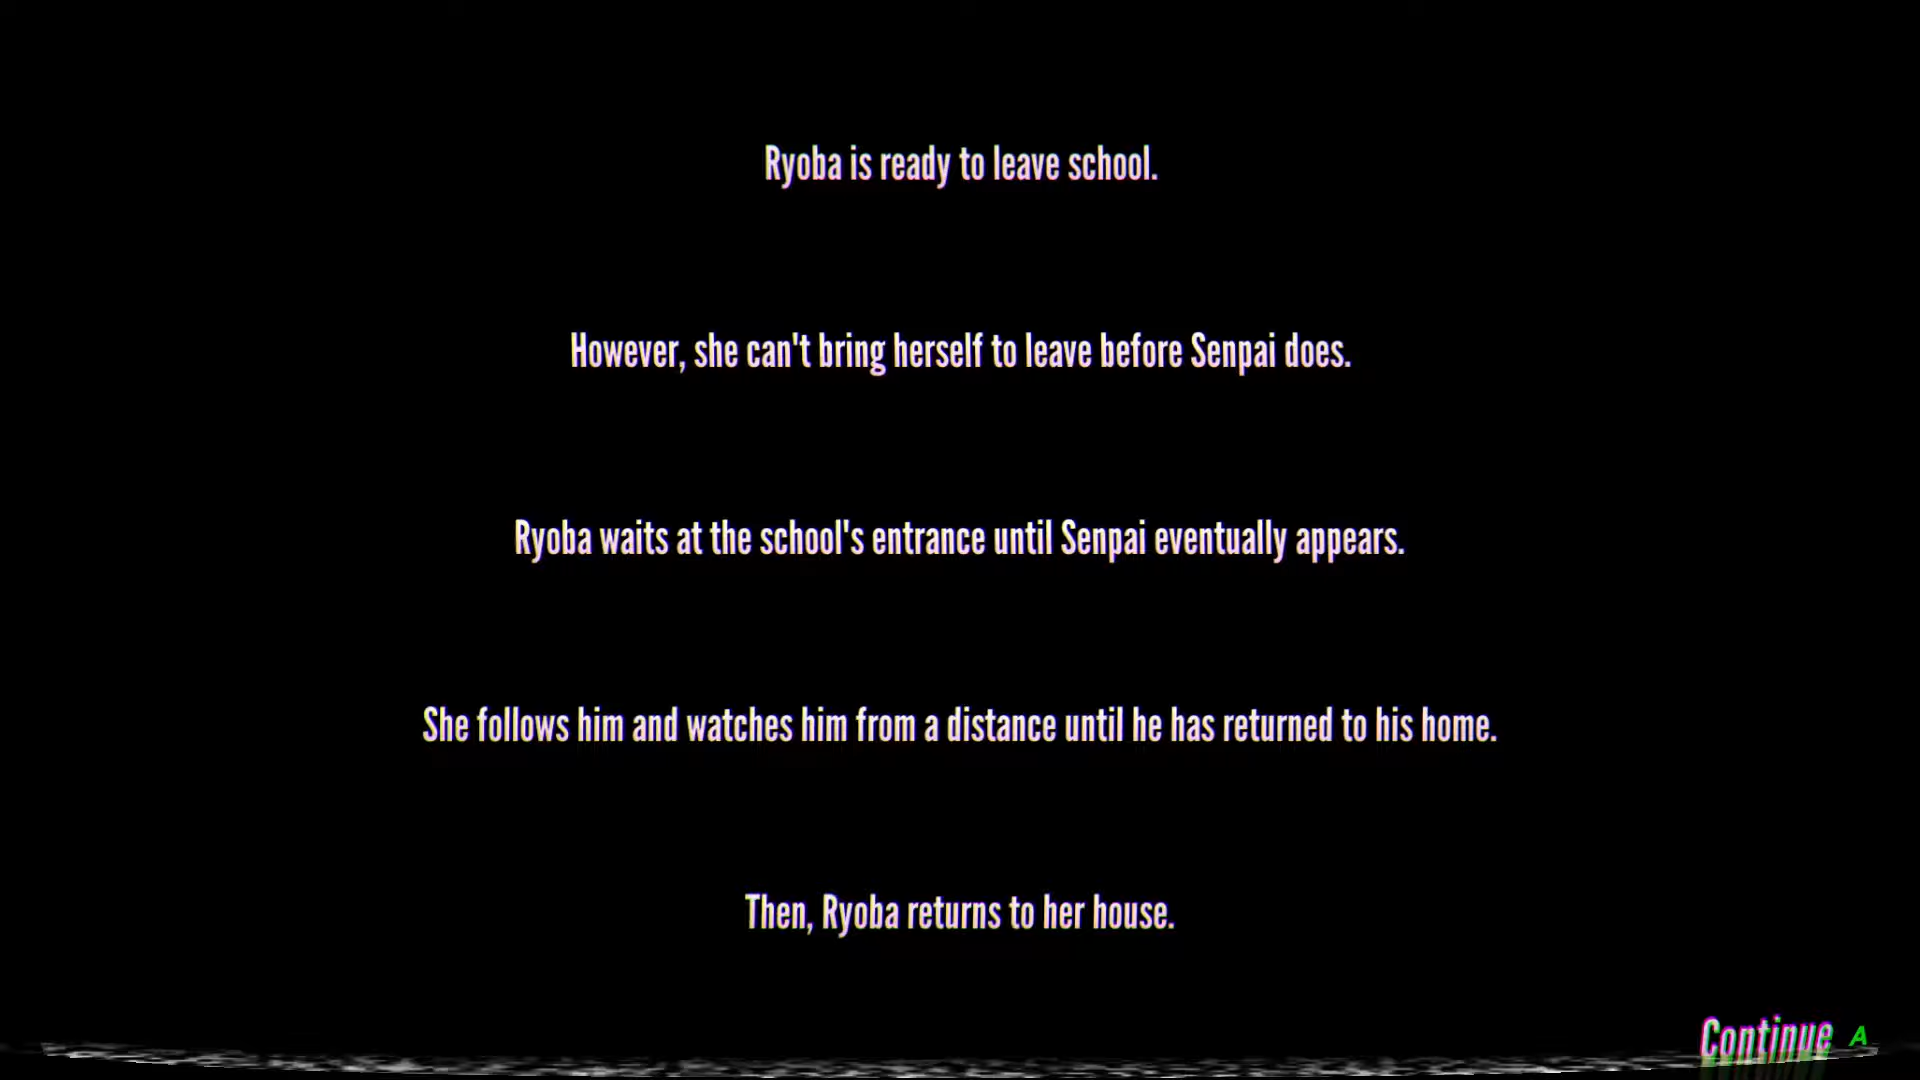 Ryoba is ready to leave school.
However, she can't bring herself to leave before Senpai does.
Ryoba waits at the school's entrance until Senpai eventually appears.
She follows him and watches him from a distance until he has returned to his home.
Then, Ryoba returns to her house.
Continue A